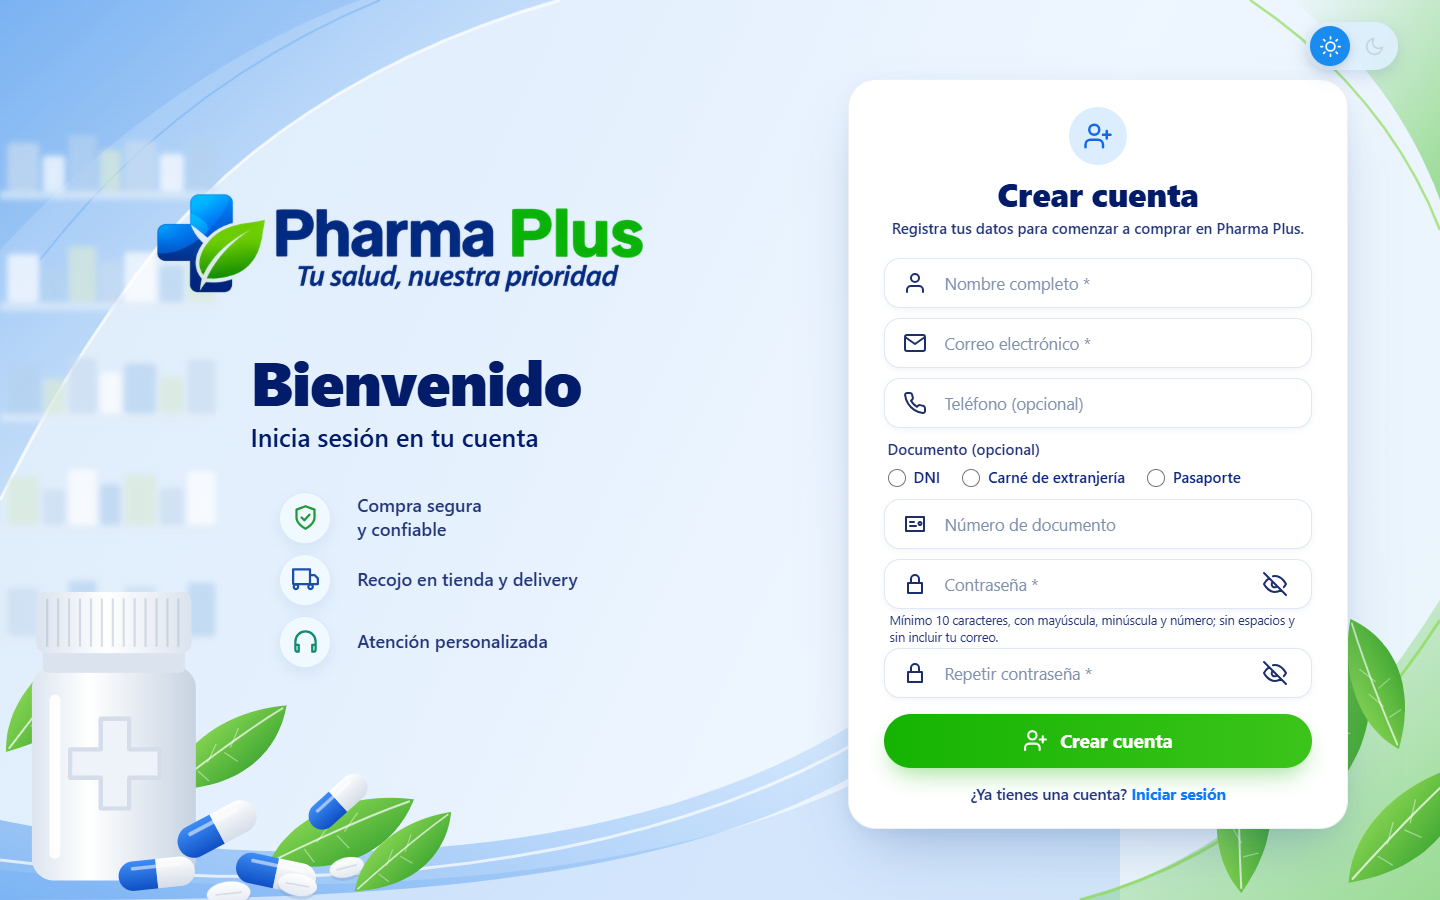 Pharma Plus
Tu salud, nuestra prioridad
Bienvenido
Inicia sesión en tu cuenta
Compra segura
y confiable
Recojo en tienda y delivery
Atención personalizada
Crear cuenta
Registra tus datos para comenzar a comprar en Pharma Plus.
Nombre completo *
Correo electrónico *
Teléfono (opcional)
Documento (opcional)
DNI Carné de extranjería Pasaporte
Número de documento
Contraseña *
Mínimo 10 caracteres, con mayúscula, minúscula y número; sin espacios y
sin incluir tu correo.
Repetir contraseña *
Crear cuenta
¿Ya tienes una cuenta? Iniciar sesión